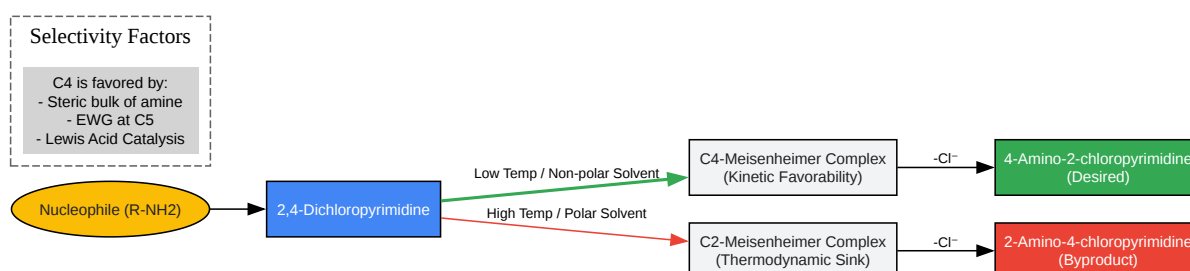 Selectivity Factors
C4 is favored by:
- Steric bulk of amine
- EWG at C5
- Lewis Acid Catalysis
Nucleophile (R-NH2)
2,4-Dichloropyrimidine
Low Temp / Non-polar Solvent
High Temp / Polar Solvent
C4-Meisenheimer Complex
(Kinetic Favorability)
-Cl⁻
4-Amino-2-chloropyrimidine
(Desired)
C2-Meisenheimer Complex
(Thermodynamic Sink)
-Cl⁻
2-Amino-4-chloropyrimidine
(Byproduct)